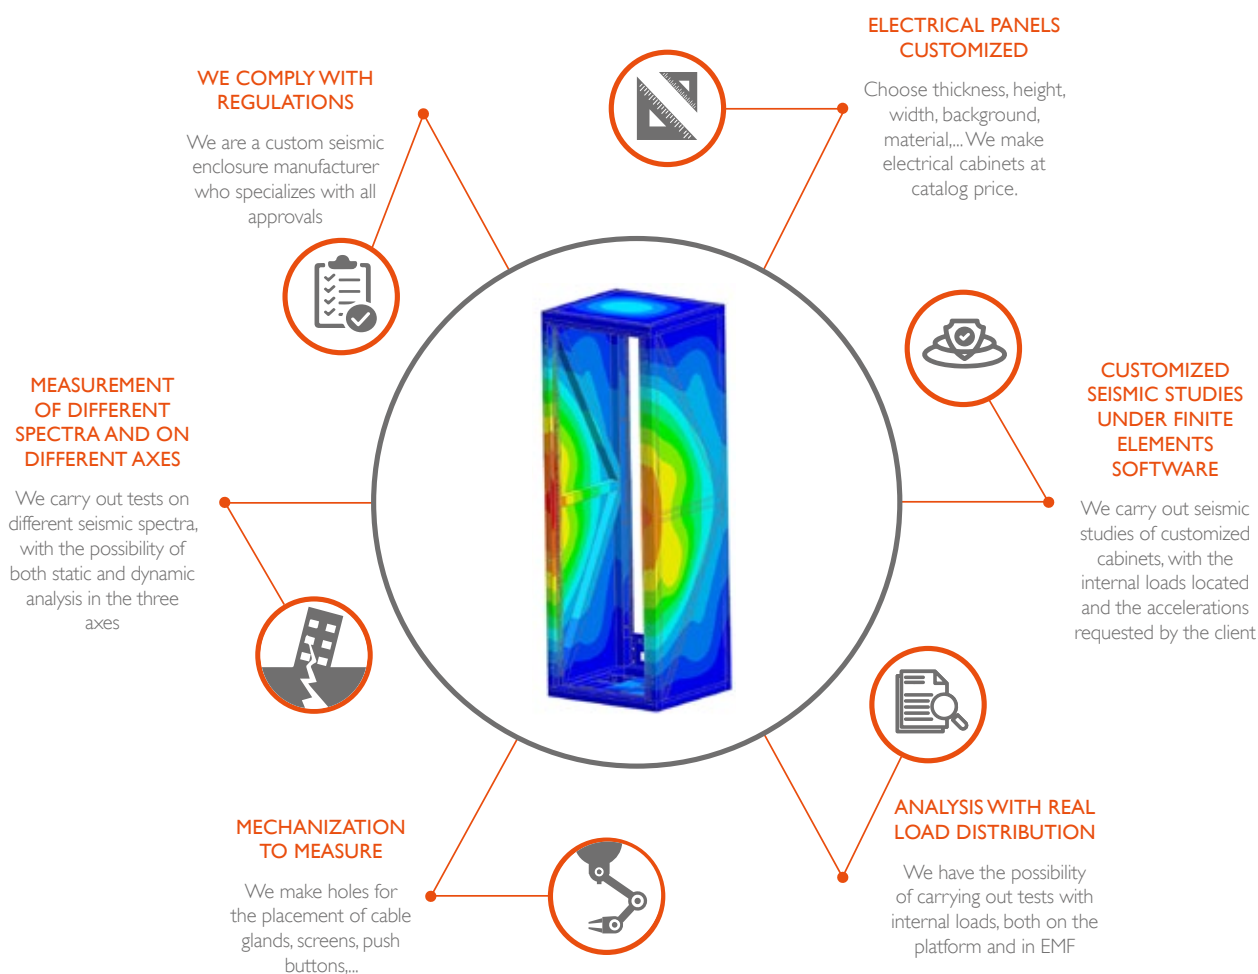 ELECTRICAL PANELS
CUSTOMIZED
Choose thickness, height,
width, background,
material,... We make
electrical cabinets at
catalog price.
WE COMPLY WITH
REGULATIONS
We are a custom seismic
enclosure manufacturer
who specializes with all
approvals
CUSTOMIZED
SEISMIC STUDIES
UNDER FINITE
ELEMENTS
SOFTWARE
We carry out seismic
studies of customized
cabinets, with the
internal loads located
and the accelerations
requested by the client
MEASUREMENT
OF DIFFERENT
SPECTRA AND ON
DIFFERENT AXES
We carry out tests on
different seismic spectra,
with the possibility of
both static and dynamic
analysis in the three
axes
ANALYSIS WITH REAL
LOAD DISTRIBUTION
We have the possibility
of carrying out tests with
internal loads, both on the
platform and in EMF
MECHANIZATION
TO MEASURE
We make holes for
the placement of cable
glands, screens, push
buttons,...